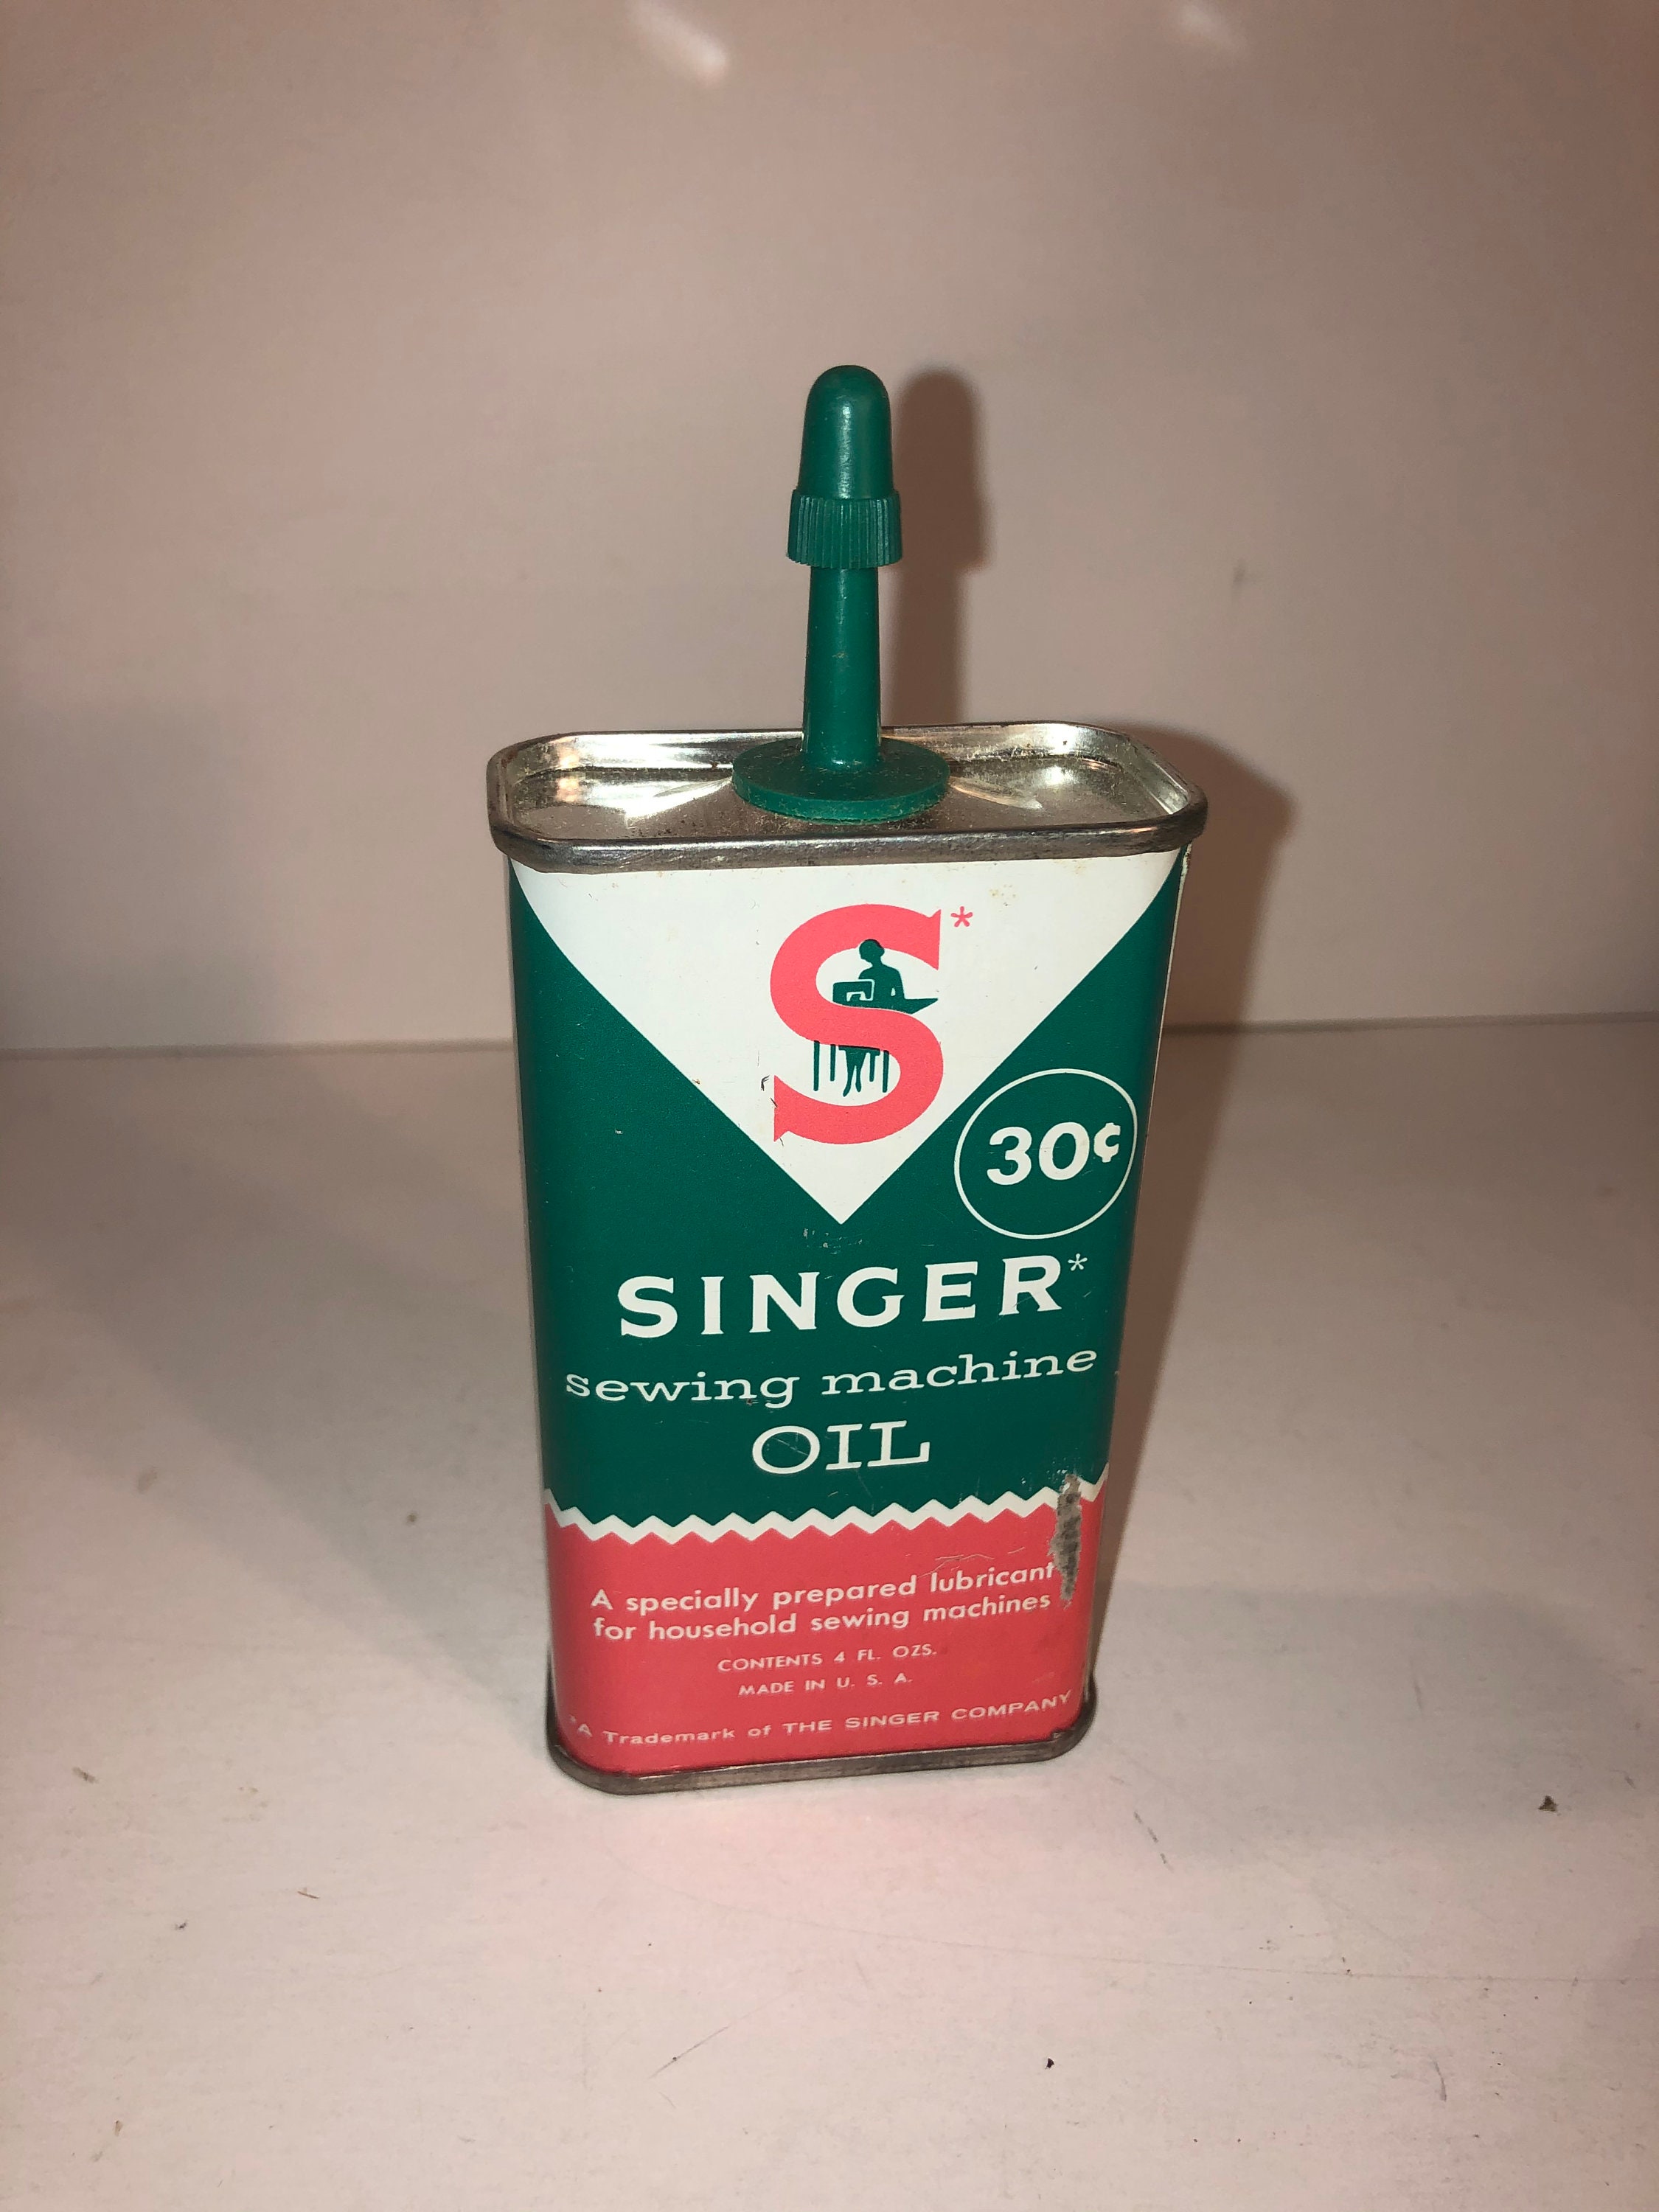 S*
30¢
SINGER*
sewing machine
OIL
A specially prepared lubricant
for household sewing machines
CONTENTS 4 FL. OZS.
MADE IN U. S. A.
*A Trademark of THE SINGER COMPANY